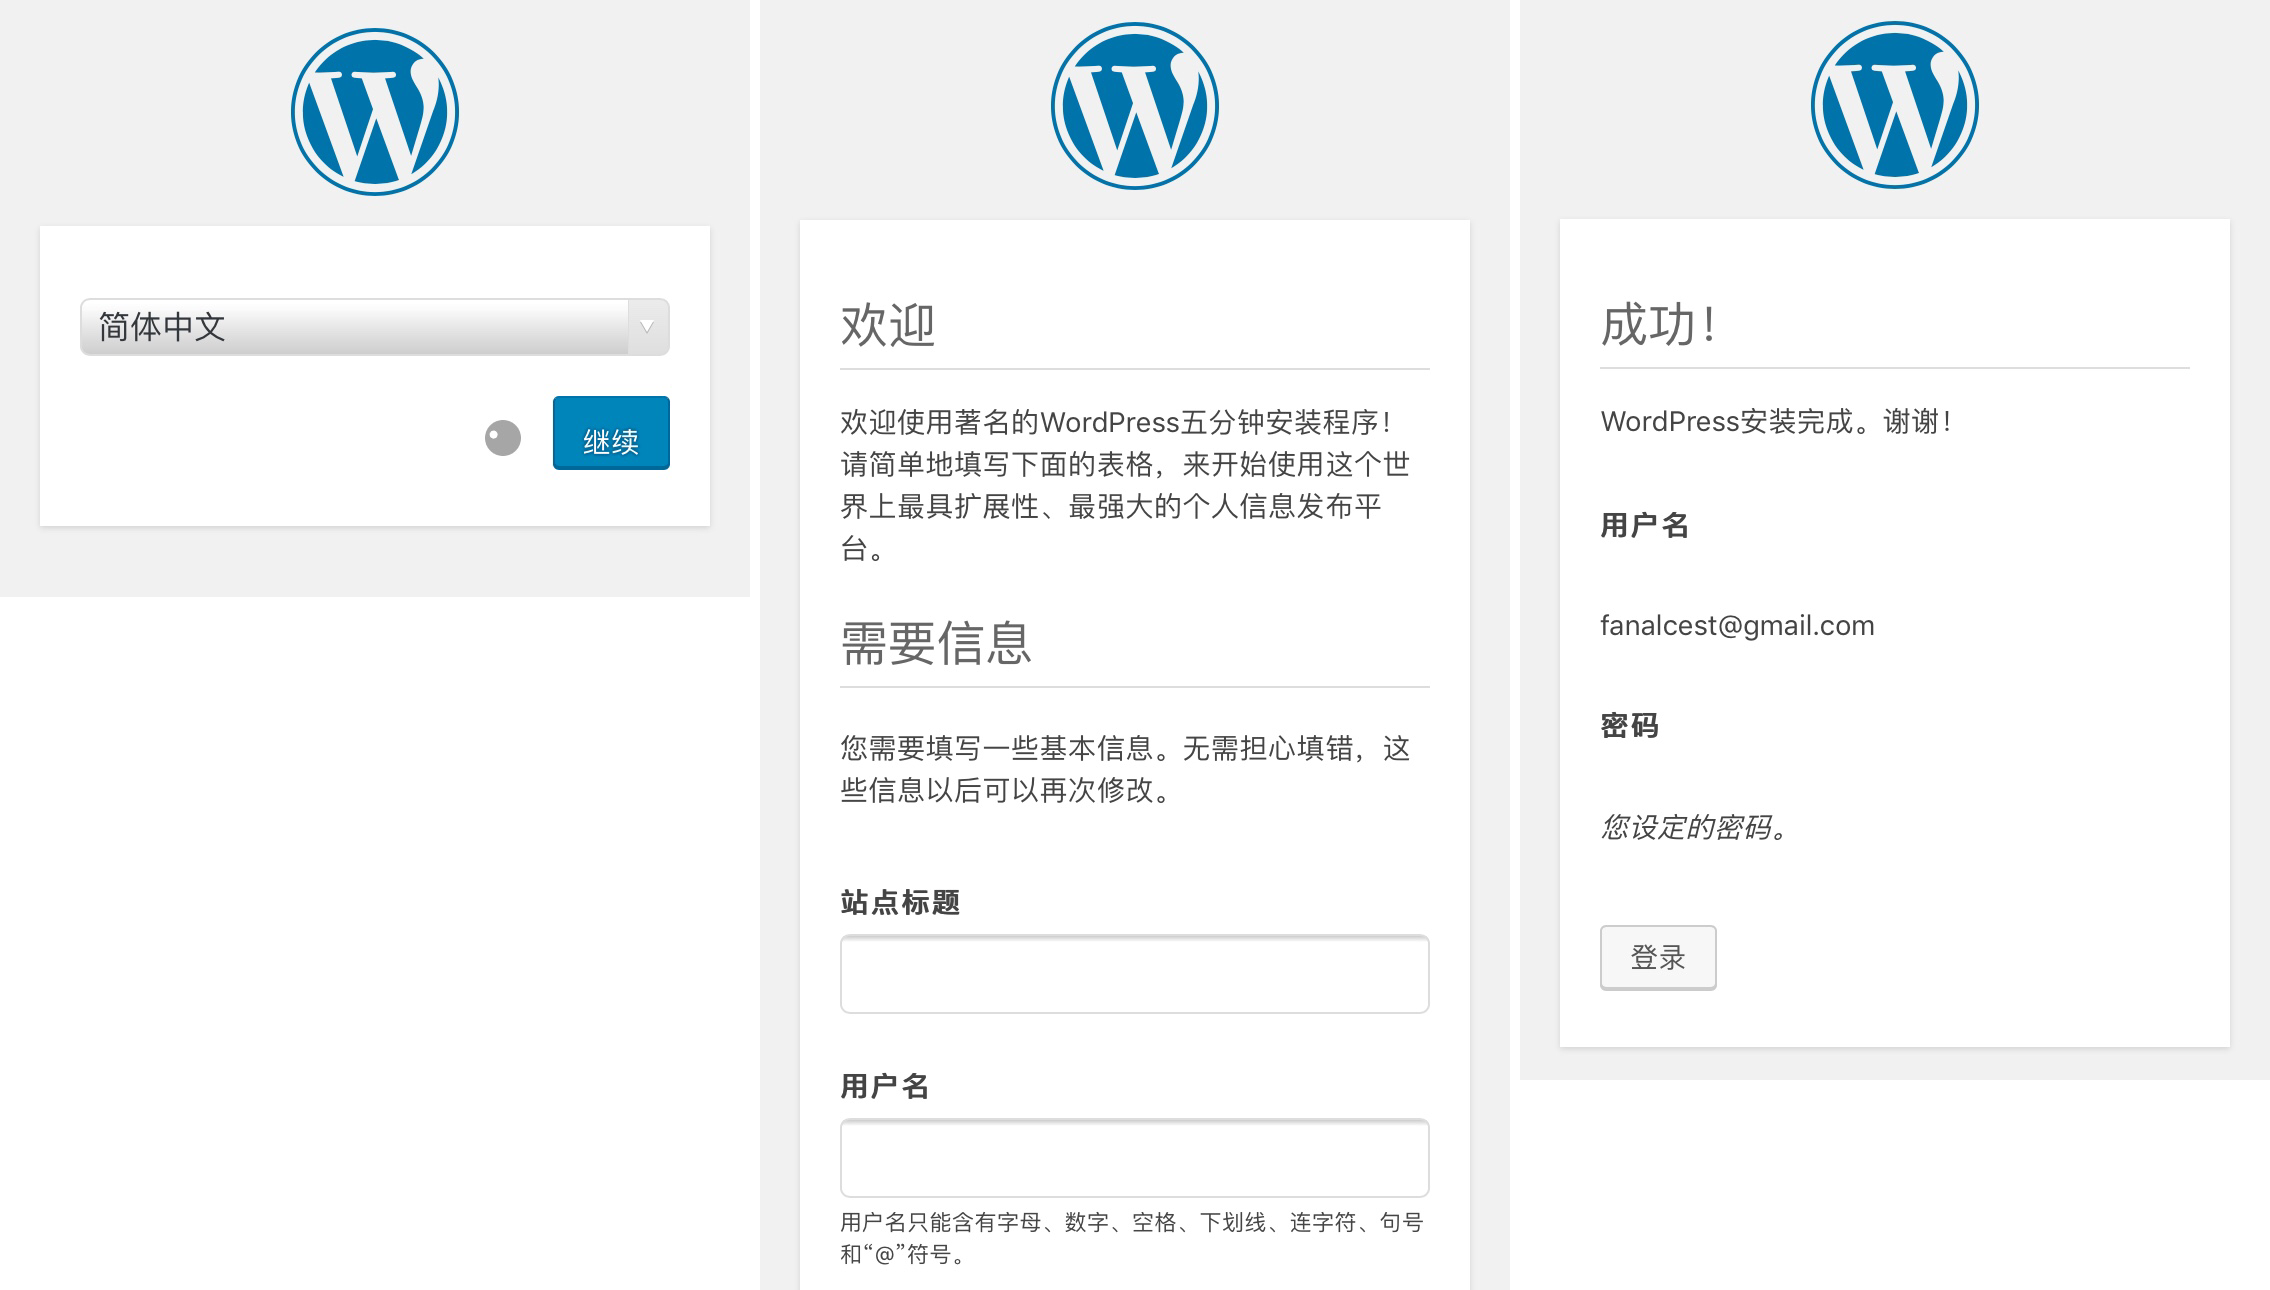 简体中文
继续
欢迎
欢迎使用著名的WordPress五分钟安装程序！
请简单地填写下面的表格，来开始使用这个世
界上最具扩展性、最强大的个人信息发布平
台。
需要信息
您需要填写一些基本信息。无需担心填错，这
些信息以后可以再次修改。
站点标题
用户名
用户名只能含有字母、数字、空格、下划线、连字符、句号
和“@”符号。
成功！
WordPress安装完成。谢谢！
用户名
fanalcest@gmail.com
密码
您设定的密码。
登录